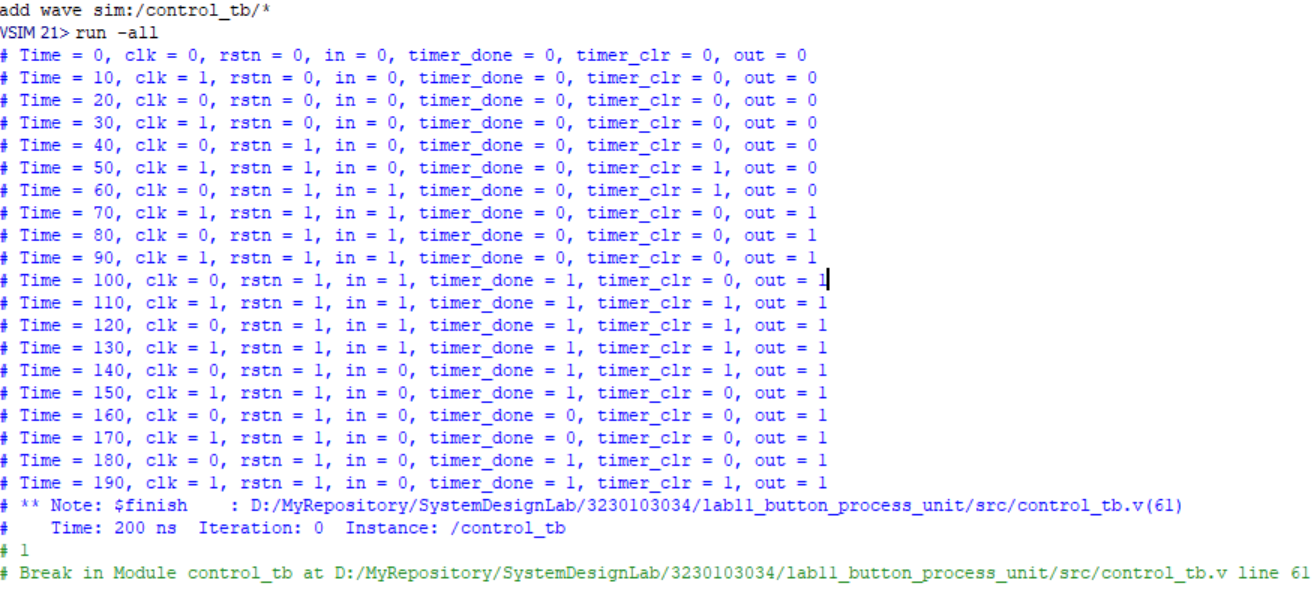 add wave sim:/control_tb/*
VSIM 21> run -all
# Time = 0, clk = 0, rstn = 0, in = 0, timer_done = 0, timer_clr = 0, out = 0
# Time = 10, clk = 1, rstn = 0, in = 0, timer_done = 0, timer_clr = 0, out = 0
# Time = 20, clk = 0, rstn = 0, in = 0, timer_done = 0, timer_clr = 0, out = 0
# Time = 30, clk = 1, rstn = 0, in = 0, timer_done = 0, timer_clr = 0, out = 0
# Time = 40, clk = 0, rstn = 1, in = 0, timer_done = 0, timer_clr = 0, out = 0
# Time = 50, clk = 1, rstn = 1, in = 0, timer_done = 0, timer_clr = 1, out = 0
# Time = 60, clk = 0, rstn = 1, in = 1, timer_done = 0, timer_clr = 1, out = 0
# Time = 70, clk = 1, rstn = 1, in = 1, timer_done = 0, timer_clr = 0, out = 1
# Time = 80, clk = 0, rstn = 1, in = 1, timer_done = 0, timer_clr = 0, out = 1
# Time = 90, clk = 1, rstn = 1, in = 1, timer_done = 0, timer_clr = 0, out = 1
# Time = 100, clk = 0, rstn = 1, in = 1, timer_done = 1, timer_clr = 0, out = 1
# Time = 110, clk = 1, rstn = 1, in = 1, timer_done = 1, timer_clr = 1, out = 1
# Time = 120, clk = 0, rstn = 1, in = 1, timer_done = 1, timer_clr = 1, out = 1
# Time = 130, clk = 1, rstn = 1, in = 1, timer_done = 1, timer_clr = 1, out = 1
# Time = 140, clk = 0, rstn = 1, in = 0, timer_done = 1, timer_clr = 1, out = 1
# Time = 150, clk = 1, rstn = 1, in = 0, timer_done = 1, timer_clr = 0, out = 1
# Time = 160, clk = 0, rstn = 1, in = 0, timer_done = 0, timer_clr = 0, out = 1
# Time = 170, clk = 1, rstn = 1, in = 0, timer_done = 0, timer_clr = 0, out = 1
# Time = 180, clk = 0, rstn = 1, in = 0, timer_done = 1, timer_clr = 0, out = 1
# Time = 190, clk = 1, rstn = 1, in = 0, timer_done = 1, timer_clr = 1, out = 1
# ** Note: $finish    : D:/MyRepository/SystemDesignLab/3230103034/lab11_button_process_unit/src/control_tb.v(61)
#    Time: 200 ns  Iteration: 0  Instance: /control_tb
# 1
# Break in Module control_tb at D:/MyRepository/SystemDesignLab/3230103034/lab11_button_process_unit/src/control_tb.v line 61